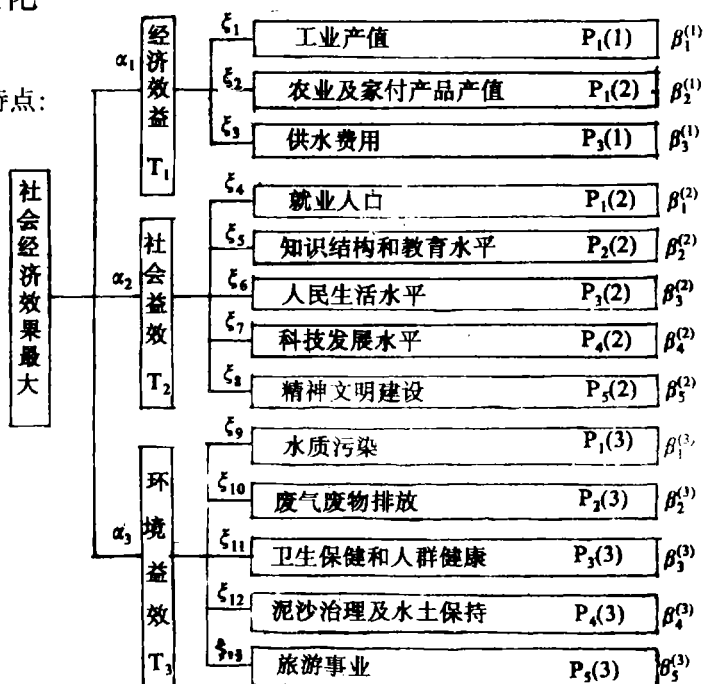 特点:
社会经济效果最大
α₁ 经济效益 T₁
ξ₁ 工业产值 P₁(1) β₁⁽¹⁾
ξ₂ 农业及家付产品产值 P₁(2) β₂⁽¹⁾
ξ₃ 供水费用 P₃(1) β₃⁽¹⁾
α₂ 社会益效 T₂
ξ₄ 就业人口 P₁(2) β₁⁽²⁾
ξ₅ 知识结构和教育水平 P₂(2) β₂⁽²⁾
ξ₆ 人民生活水平 P₃(2) β₃⁽²⁾
ξ₇ 科技发展水平 P₄(2) β₄⁽²⁾
ξ₈ 精神文明建设 P₅(2) β₅⁽²⁾
α₃ 环境益效 T₃
ξ₉ 水质污染 P₁(3) β₁⁽³⁾
ξ₁₀ 废气废物排放 P₂(3) β₂⁽³⁾
ξ₁₁ 卫生保健和人群健康 P₃(3) β₃⁽³⁾
ξ₁₂ 泥沙治理及水土保持 P₄(3) β₄⁽³⁾
旅游事业 P₅(3) β₅⁽³⁾